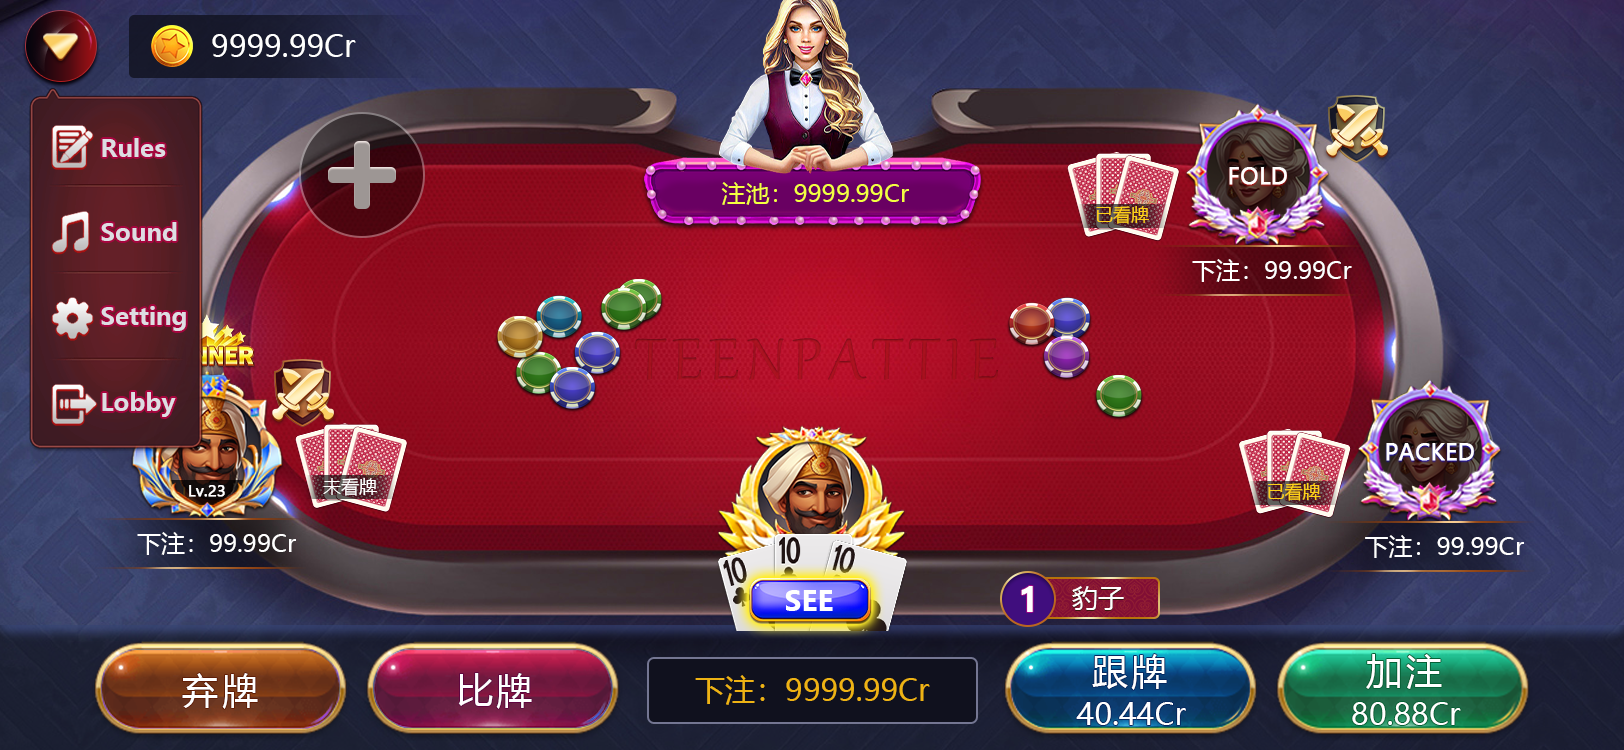 9999.99Cr
Rules
Sound
Setting
Lobby
注池：9999.99Cr
FOLD
已看牌
下注：99.99Cr
TEENPATTIE
Lv.23
未看牌
下注：99.99Cr
PACKED
已看牌
下注：99.99Cr
10
10
10
SEE
1
豹子
弃牌
比牌
下注：9999.99Cr
跟牌
40.44Cr
加注
80.88Cr